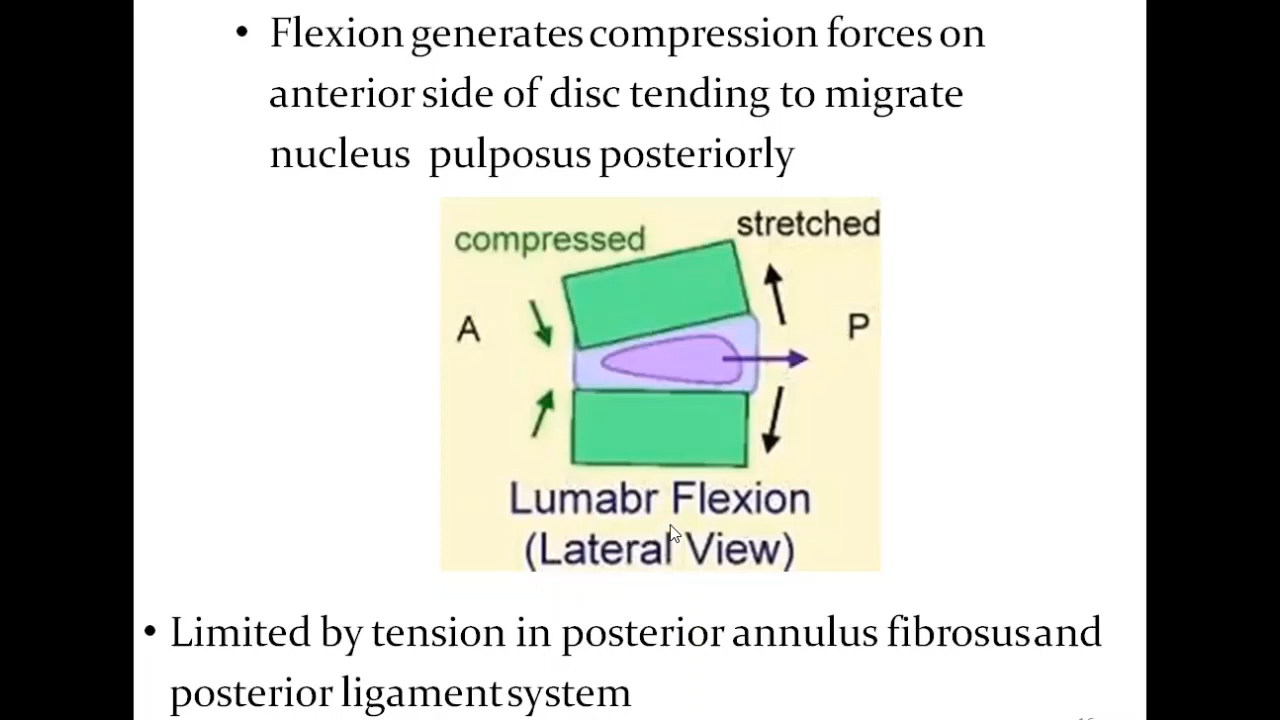 • Flexion generates compression forces on
anterior side of disc tending to migrate
nucleus pulposus posteriorly
compressed
stretched
A
P
Lumabr Flexion
(Lateral View)
• Limited by tension in posterior annulus fibrosus and
posterior ligament system